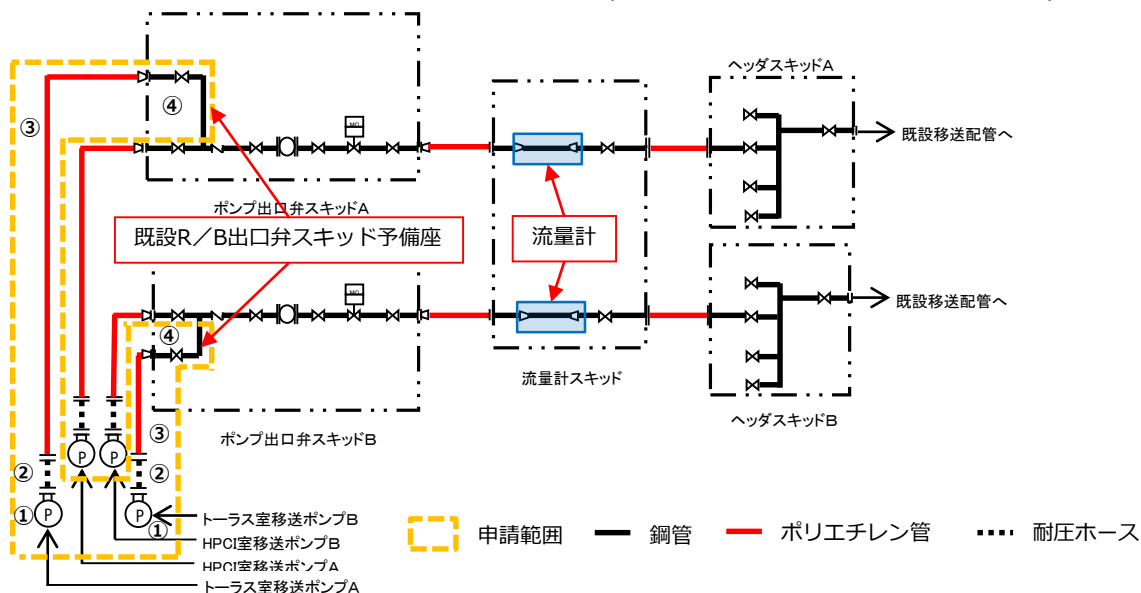 ヘッダスキッドA
④
③
既設移送配管へ
MO
ポンプ出口弁スキッドA
既設R/B出口弁スキッド予備座
流量計
MO
既設移送配管へ
④
流量計スキッド
ヘッダスキッドB
ポンプ出口弁スキッドB
③
②
②
P
P
P
P
①
①
トーラス室移送ポンプB
HPCI室移送ポンプB
HPCI室移送ポンプA
トーラス室移送ポンプA
申請範囲
鋼管
ポリエチレン管
耐圧ホース